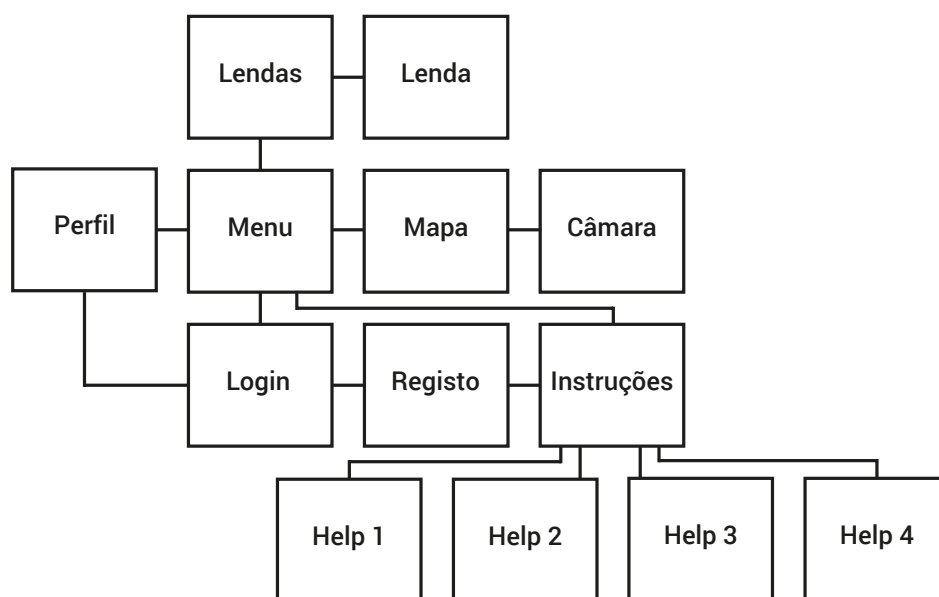 Lendas
Lenda
Perfil
Menu
Mapa
Câmara
Login
Registo
Instruções
Help 1
Help 2
Help 3
Help 4